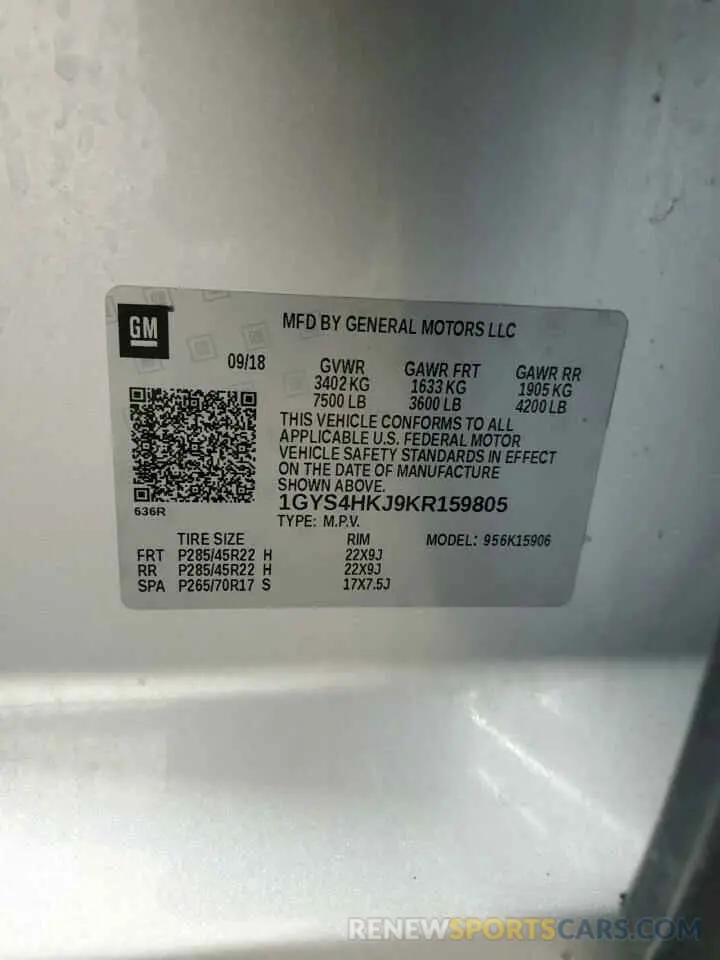 GM
MFD BY GENERAL MOTORS LLC
09/18 GVWR GAWR FRT GAWR RR
3402 KG 1633 KG 1905 KG
7500 LB 3600 LB 4200 LB
THIS VEHICLE CONFORMS TO ALL
APPLICABLE U.S. FEDERAL MOTOR
VEHICLE SAFETY STANDARDS IN EFFECT
ON THE DATE OF MANUFACTURE
SHOWN ABOVE.
636R 1GYS4HKJ9KR159805
TYPE: M.P.V.
TIRE SIZE RIM MODEL: 956K15906
FRT P285/45R22 H 22X9J
RR P285/45R22 H 22X9J
SPA P265/70R17 S 17X7.5J
RENEWSPORTSCARS.COM